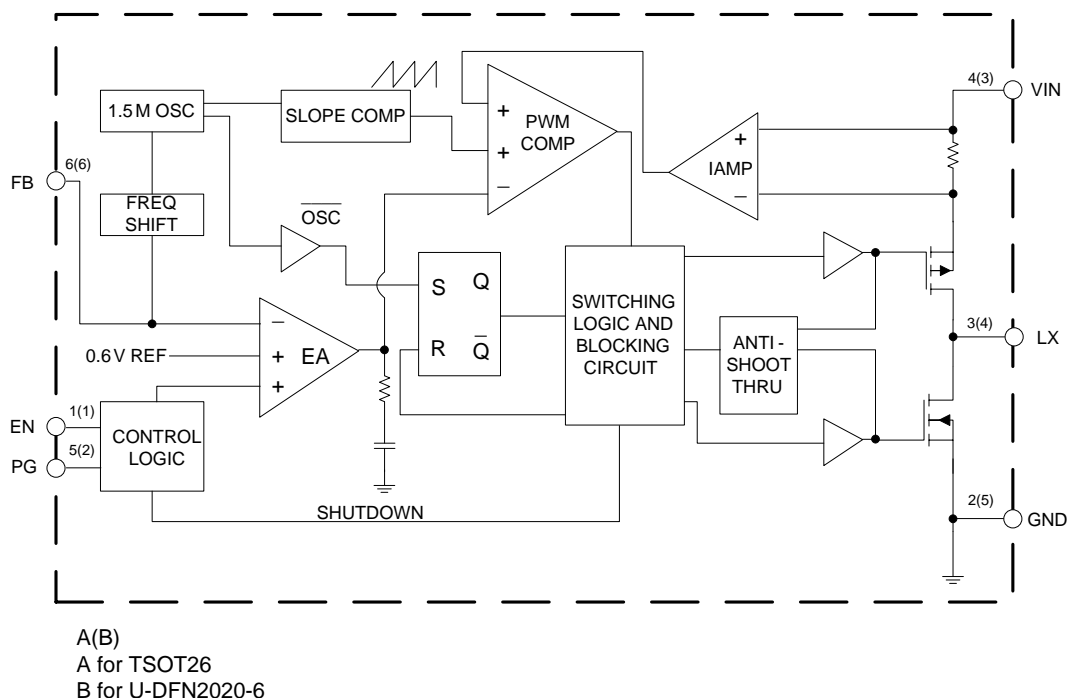 4(3)
VIN
1.5 M OSC
SLOPE COMP
+
+
−
PWM
COMP
+
−
IAMP
6(6)
FB
FREQ
SHIFT
OSC
S
Q
R
Q
SWITCHING
LOGIC AND
BLOCKING
CIRCUIT
ANTI -
SHOOT
THRU
3(4)
LX
−
+
+
EA
0.6 V REF
EN
1(1)
PG
5(2)
CONTROL
LOGIC
SHUTDOWN
2(5)
GND
A(B)
A for TSOT26
B for U-DFN2020-6